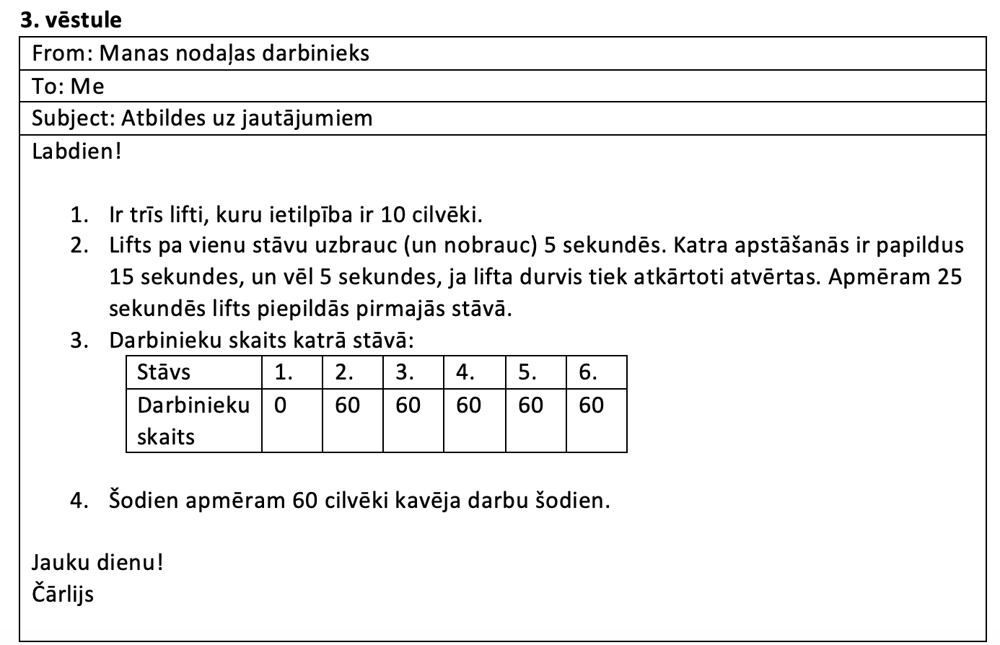 3. vēstule
From: Manas nodaļas darbinieks
To: Me
Subject: Atbildes uz jautājumiem
Labdien!
1. Ir trīs lifti, kuru ietilpība ir 10 cilvēki.
2. Lifts pa vienu stāvu uzbrauc (un nobrauc) 5 sekundēs. Katra apstāšanās ir papildus
15 sekundes, un vēl 5 sekundes, ja lifta durvis tiek atkārtoti atvērtas. Apmēram 25
sekundēs lifts piepildās pirmajās stāvā.
3. Darbinieku skaits katrā stāvā:
Stāvs 1. 2. 3. 4. 5. 6.
Darbinieku 0 60 60 60 60 60
skaits
4. Šodien apmēram 60 cilvēki kavēja darbu šodien.
Jauku dienu!
Čārlijs